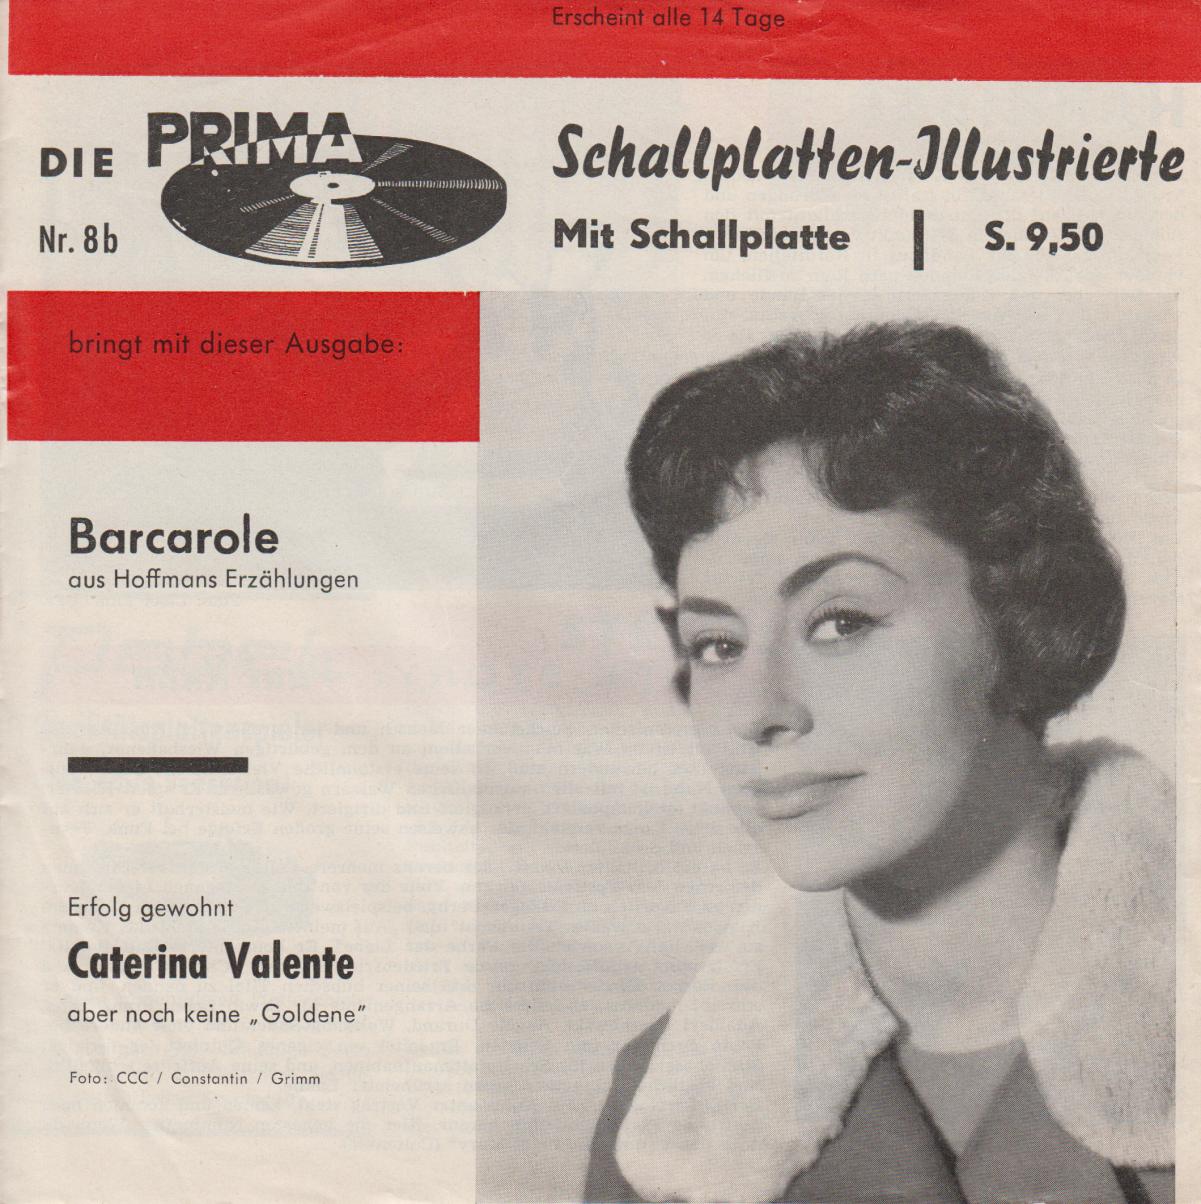 Erscheint alle 14 Tage
DIE PRIMA
Schallplatten-Illustrierte
Nr. 8b
Mit Schallplatte | S. 9,50
bringt mit dieser Ausgabe:
Barcarole
aus Hoffmans Erzählungen
Erfolg gewohnt
Caterina Valente
aber noch keine „Goldene“
Foto: CCC / Constantin / Grimm